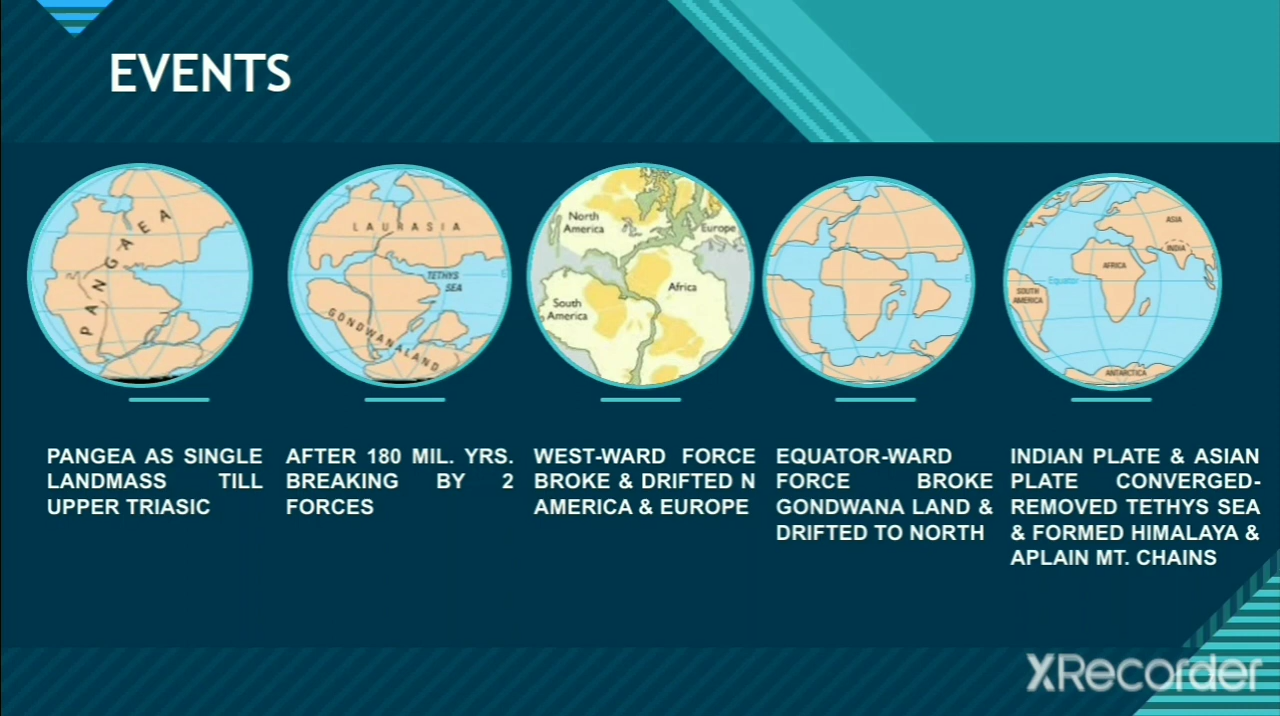 EVENTS
PANGAEA
LAURASIA
TETHYS
SEA
GONDWANALAND
North
America
Europe
Africa
South
America
ASIA
INDIA
AFRICA
Equator
SOUTH
AMERICA
ANTARCTICA
PANGEA AS SINGLE
LANDMASS TILL
UPPER TRIASIC
AFTER 180 MIL. YRS.
BREAKING BY 2
FORCES
WEST-WARD FORCE
BROKE & DRIFTED N
AMERICA & EUROPE
EQUATOR-WARD
FORCE BROKE
GONDWANA LAND &
DRIFTED TO NORTH
INDIAN PLATE & ASIAN
PLATE CONVERGED-
REMOVED TETHYS SEA
& FORMED HIMALAYA &
APLAIN MT. CHAINS
XRecorder